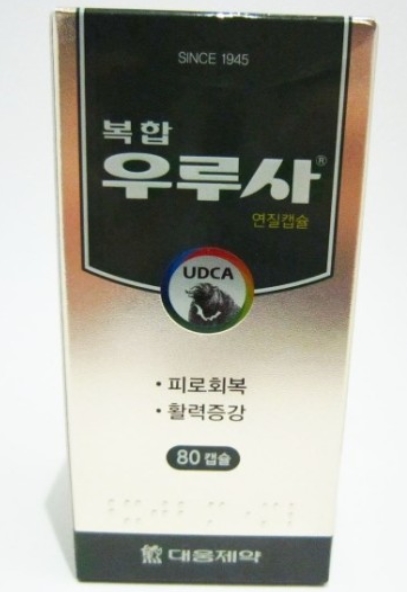 SINCE 1945
복합
우루사®
연질캡슐
UDCA
• 피로회복
• 활력증강
80 캡슐
대웅제약